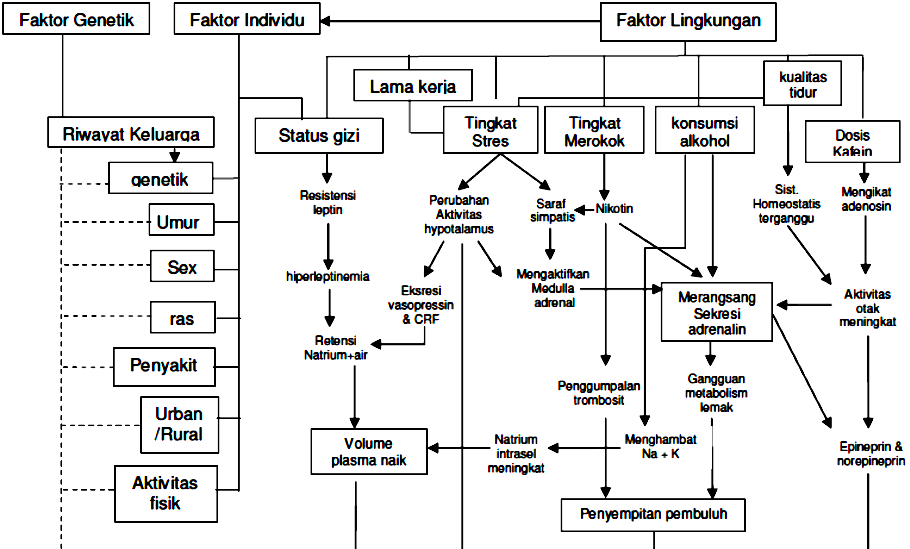 Faktor Genetik
Faktor Individu
Faktor Lingkungan
Lama kerja
kualitas
tidur
Riwayat Keluarga
Status gizi
Tingkat
Stres
Tingkat
Merokok
konsumsi
alkohol
Dosis
Kafein
genetik
Umur
Sex
ras
Penyakit
Urban
/Rural
Aktivitas
fisik
Resistensi
leptin
hiperleptinemia
Retensi
Natrium+air
Volume
plasma naik
Perubahan
Aktivitas
hypotalamus
Eksresi
vasopressin
& CRF
Saraf
simpatis
Nikotin
Mengaktifkan
Medulla
adrenal
Merangsang
Sekresi
adrenalin
Sist.
Homeostatis
terganggu
Mengikat
adenosin
Aktivitas
otak
meningkat
Penggumpalan
trombosit
Gangguan
metabolism
lemak
Natrium
intrasel
meningkat
Menghambat
Na + K
Epineprin &
norepineprin
Penyempitan pembuluh